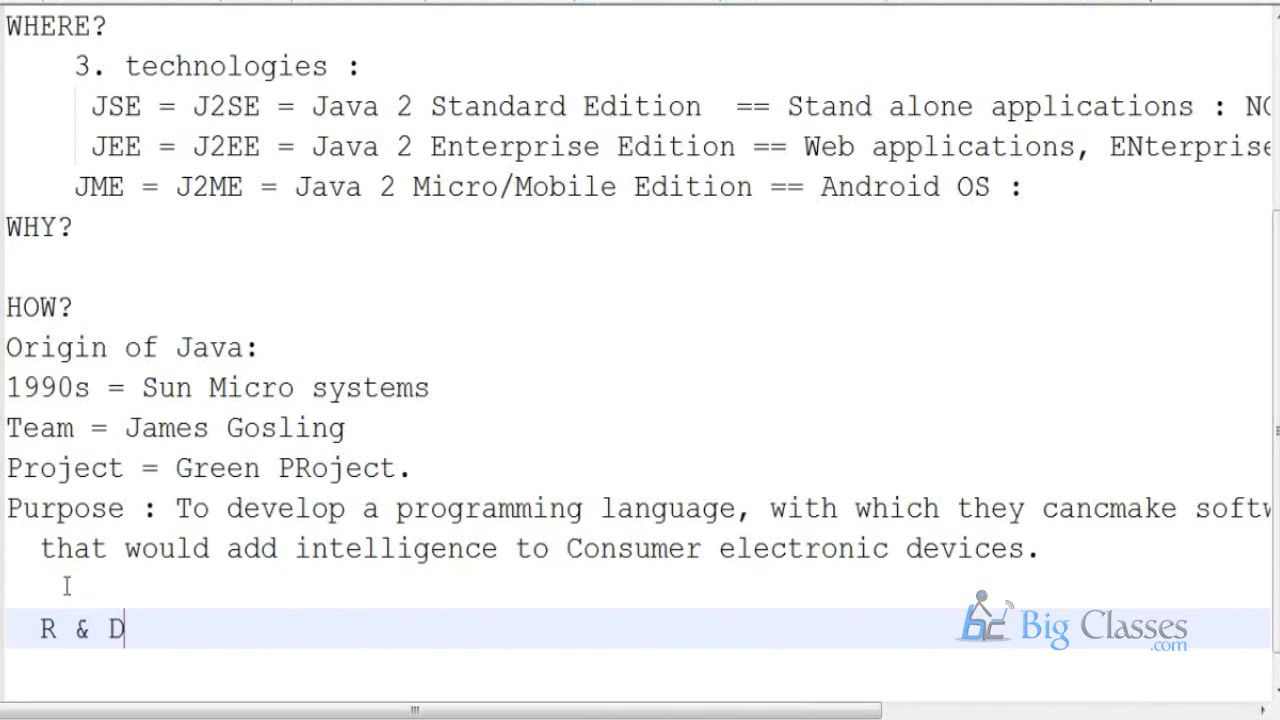 WHERE?
3. technologies :
JSE = J2SE = Java 2 Standard Edition == Stand alone applications :
JEE = J2EE = Java 2 Enterprise Edition == Web applications, ENterprise
JME = J2ME = Java 2 Micro/Mobile Edition == Android OS :
WHY?
HOW?
Origin of Java:
1990s = Sun Micro systems
Team = James Gosling
Project = Green PRoject.
Purpose : To develop a programming language, with which they cancmake
that would add intelligence to Consumer electronic devices.
R & D
Big Classes
.com